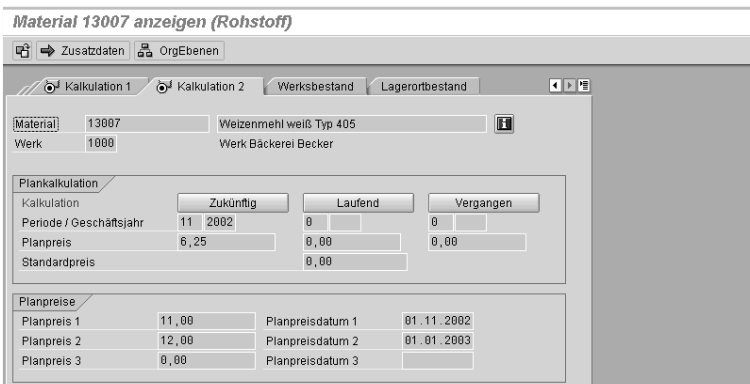 Material 13007 anzeigen (Rohstoff)
Zusatzdaten OrgEbenen
Kalkulation 1 Kalkulation 2 Werksbestand Lagerortbestand
Material 13007 Weizenmehl weiß Typ 405
Werk 1000 Werk Bäckerei Becker
Plankalkulation
Kalkulation Zukünftig Laufend Vergangen
Periode / Geschäftsjahr 11 2002 0 0
Planpreis 6,25 0,00 0,00
Standardpreis 0,00
Planpreise
Planpreis 1 11,00 Planpreisdatum 1 01.11.2002
Planpreis 2 12,00 Planpreisdatum 2 01.01.2003
Planpreis 3 0,00 Planpreisdatum 3